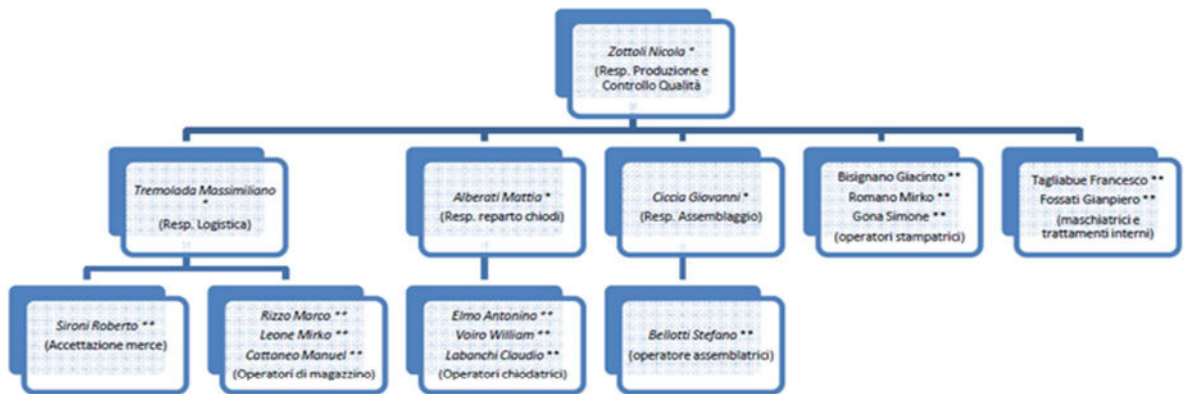 Zottoli Nicola *
(Resp. Produzione e
Controllo Qualità
Tremolada Massimiliano
*
(Resp. Logistica)
Alberati Mattia *
(Resp. reparto chiodi)
Ciccia Giovanni *
(Resp. Assemblaggio)
Bisignano Giacinto **
Romano Mirko **
Gona Simone **
(operatori stampatrici)
Tagliabue Francesco **
Fossati Gianpiero **
(maschiatrici e
trattamenti interni)
Sironi Roberto **
(Accettazione merce)
Rizzo Marco **
Leone Mirko **
Cattaneo Manuel **
(Operatori di magazzino)
Elmo Antonino **
Voiro William **
Labanchi Claudio **
(Operatori chiodatrici)
Bellotti Stefano **
(operatore assemblatrici)